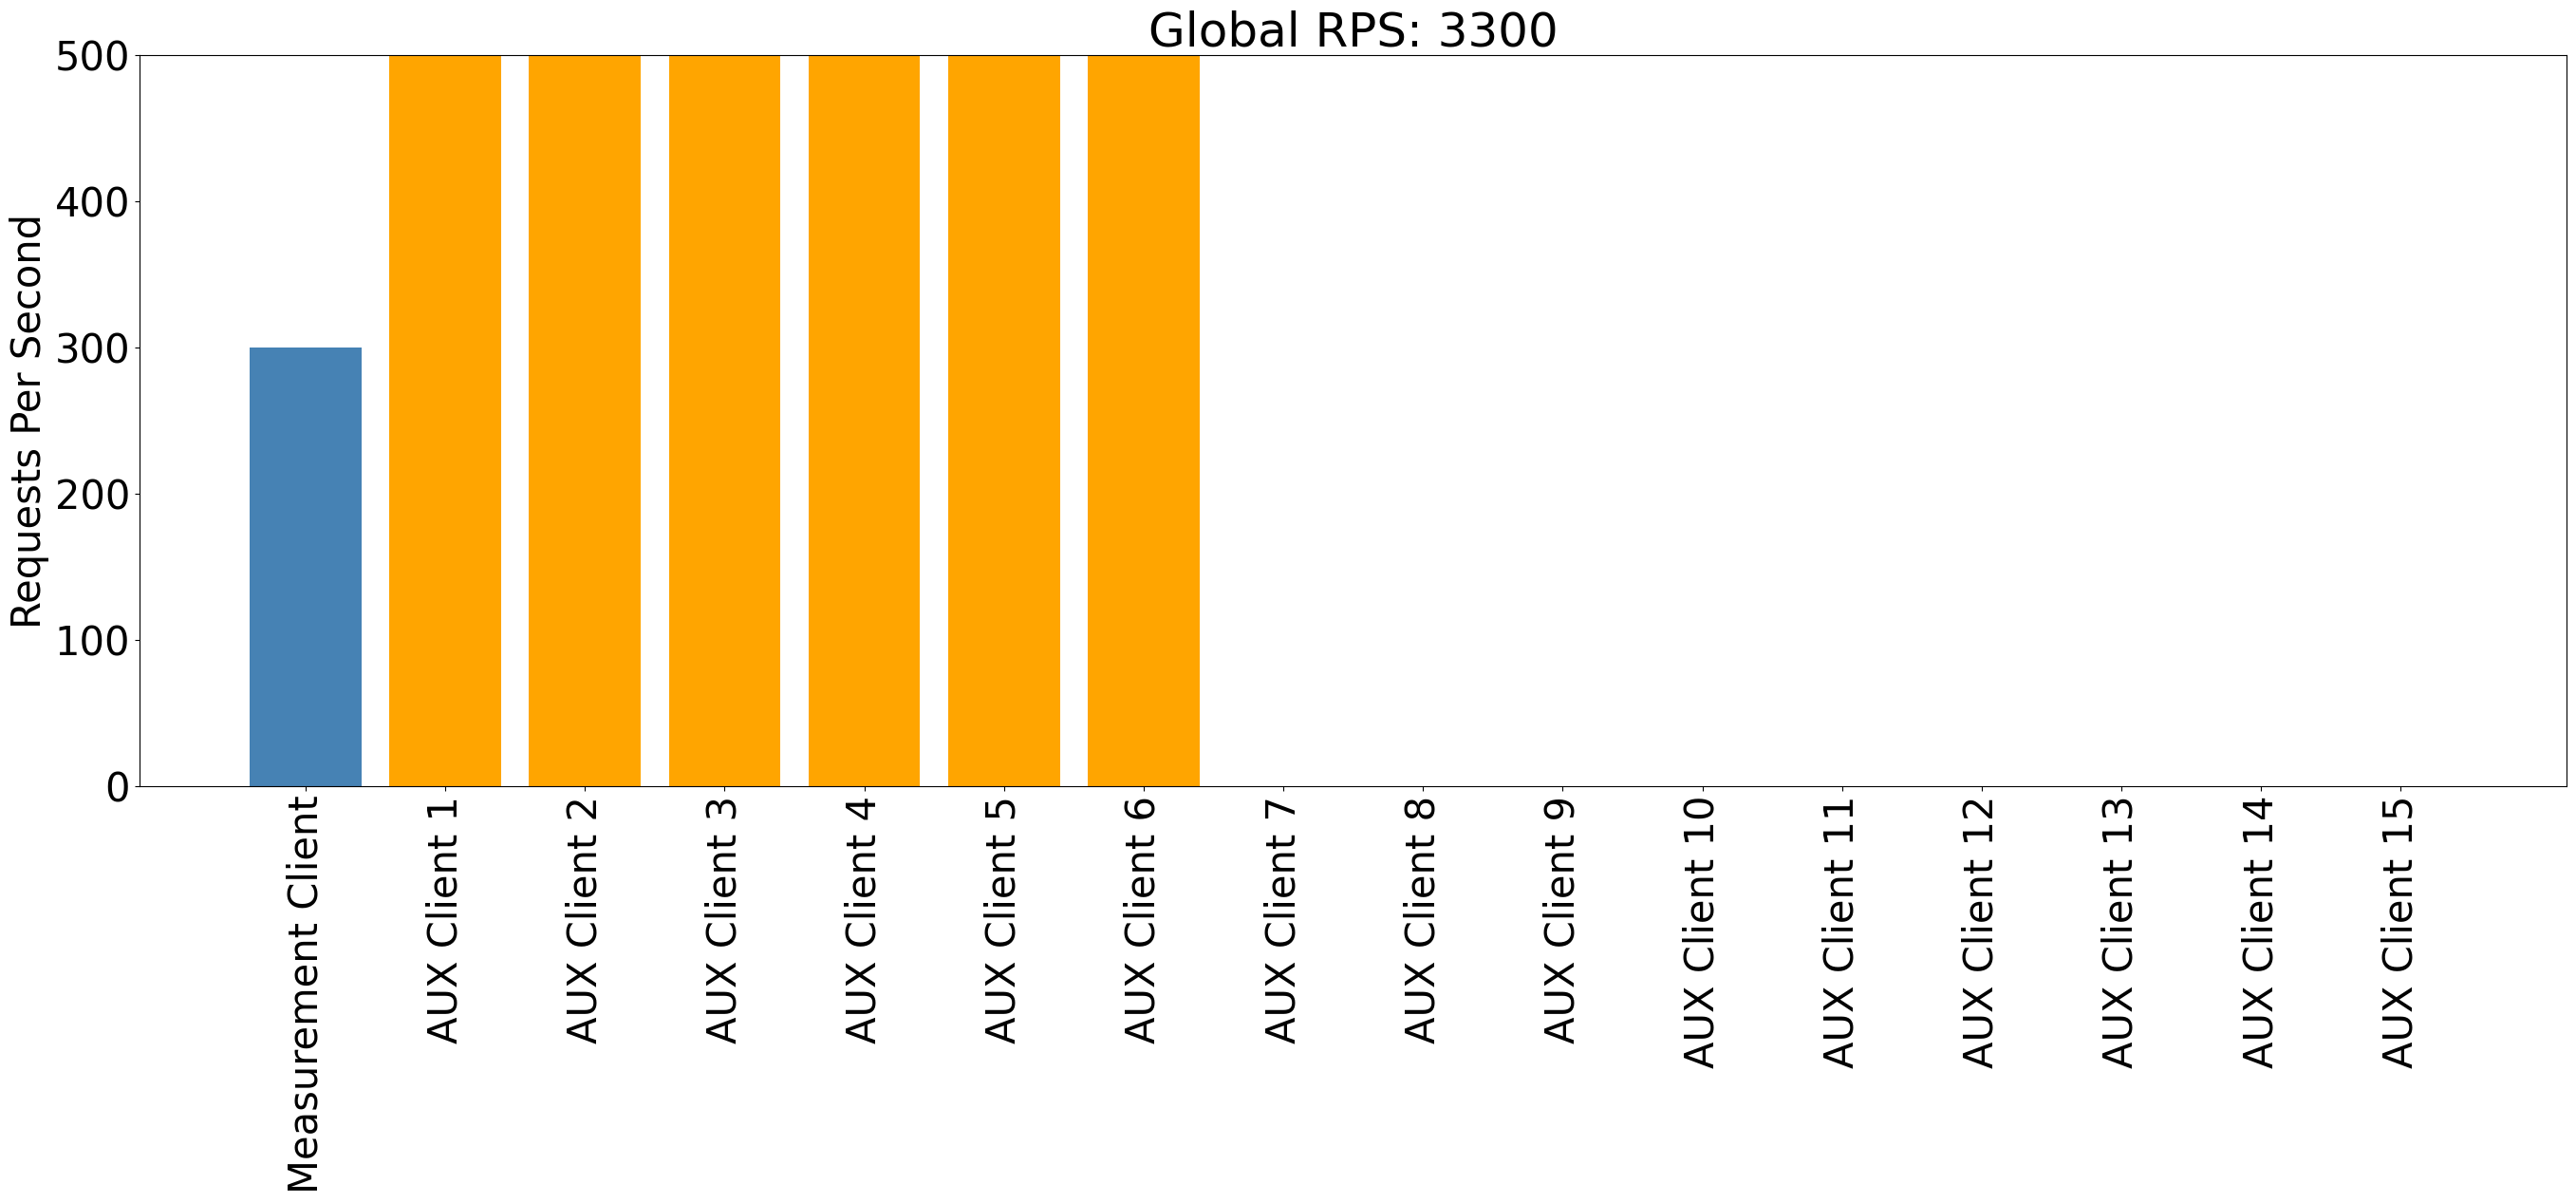 Global RPS: 3300
Requests Per Second
500
400
300
200
100
0
Measurement Client
AUX Client 1
AUX Client 2
AUX Client 3
AUX Client 4
AUX Client 5
AUX Client 6
AUX Client 7
AUX Client 8
AUX Client 9
AUX Client 10
AUX Client 11
AUX Client 12
AUX Client 13
AUX Client 14
AUX Client 15